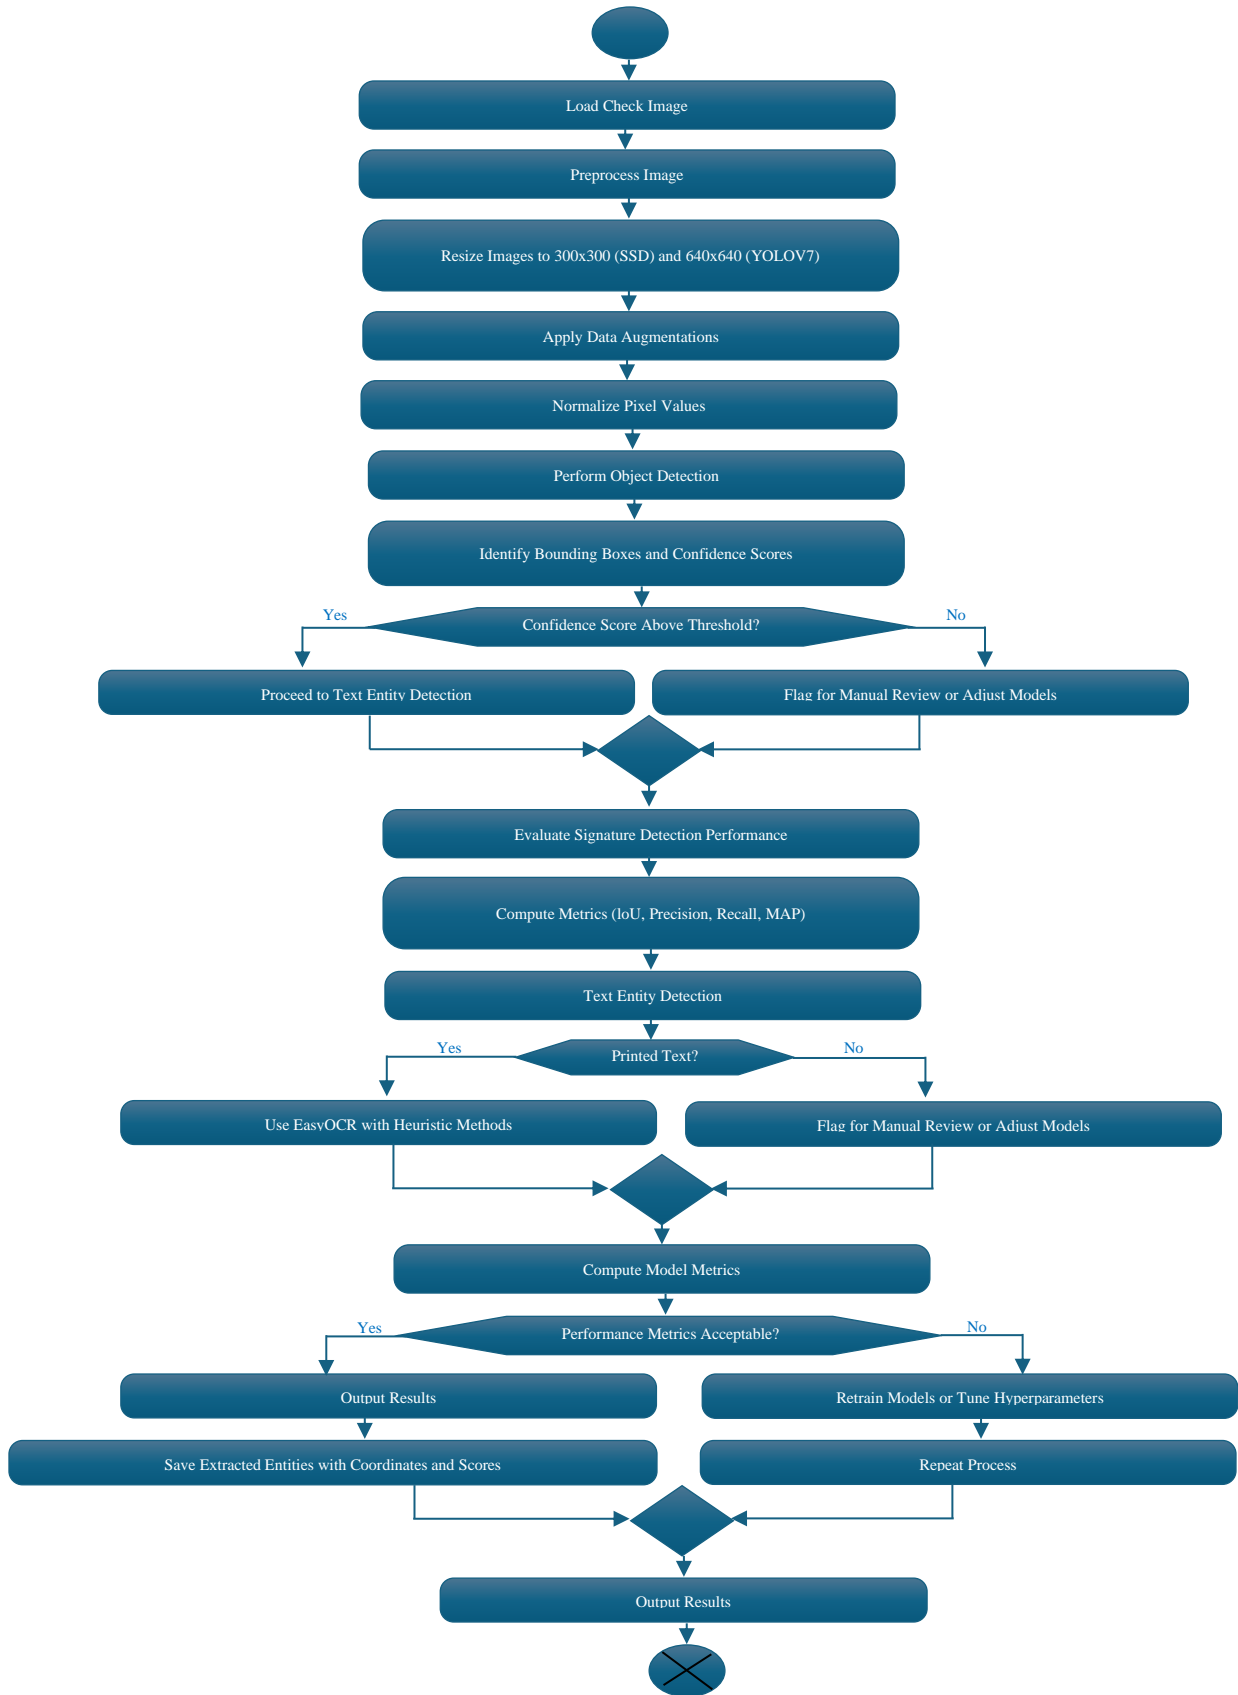 Load Check Image
Preprocess Image
Resize Images to 300x300 (SSD) and 640x640 (YOLOV7)
Apply Data Augmentations
Normalize Pixel Values
Perform Object Detection
Identify Bounding Boxes and Confidence Scores
Yes
Confidence Score Above Threshold?
No
Proceed to Text Entity Detection
Flag for Manual Review or Adjust Models
Evaluate Signature Detection Performance
Compute Metrics (loU, Precision, Recall, MAP)
Text Entity Detection
Yes
Printed Text?
No
Use EasyOCR with Heuristic Methods
Flag for Manual Review or Adjust Models
Compute Model Metrics
Yes
Performance Metrics Acceptable?
No
Output Results
Retrain Models or Tune Hyperparameters
Save Extracted Entities with Coordinates and Scores
Repeat Process
Output Results